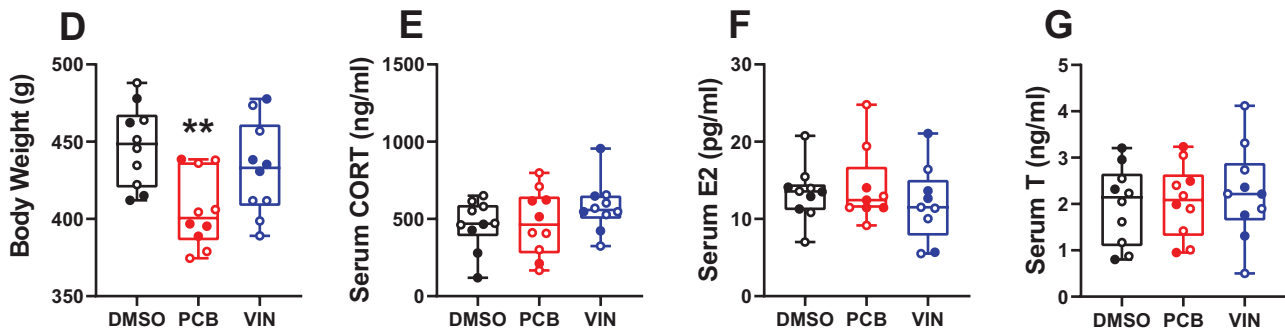 D
Body Weight (g)
500
450
400
350
**
DMSO PCB VIN
E
Serum CORT (ng/ml)
1500
1000
500
0
DMSO PCB VIN
F
Serum E2 (pg/ml)
30
20
10
0
DMSO PCB VIN
G
Serum T (ng/ml)
5
4
3
2
1
0
DMSO PCB VIN